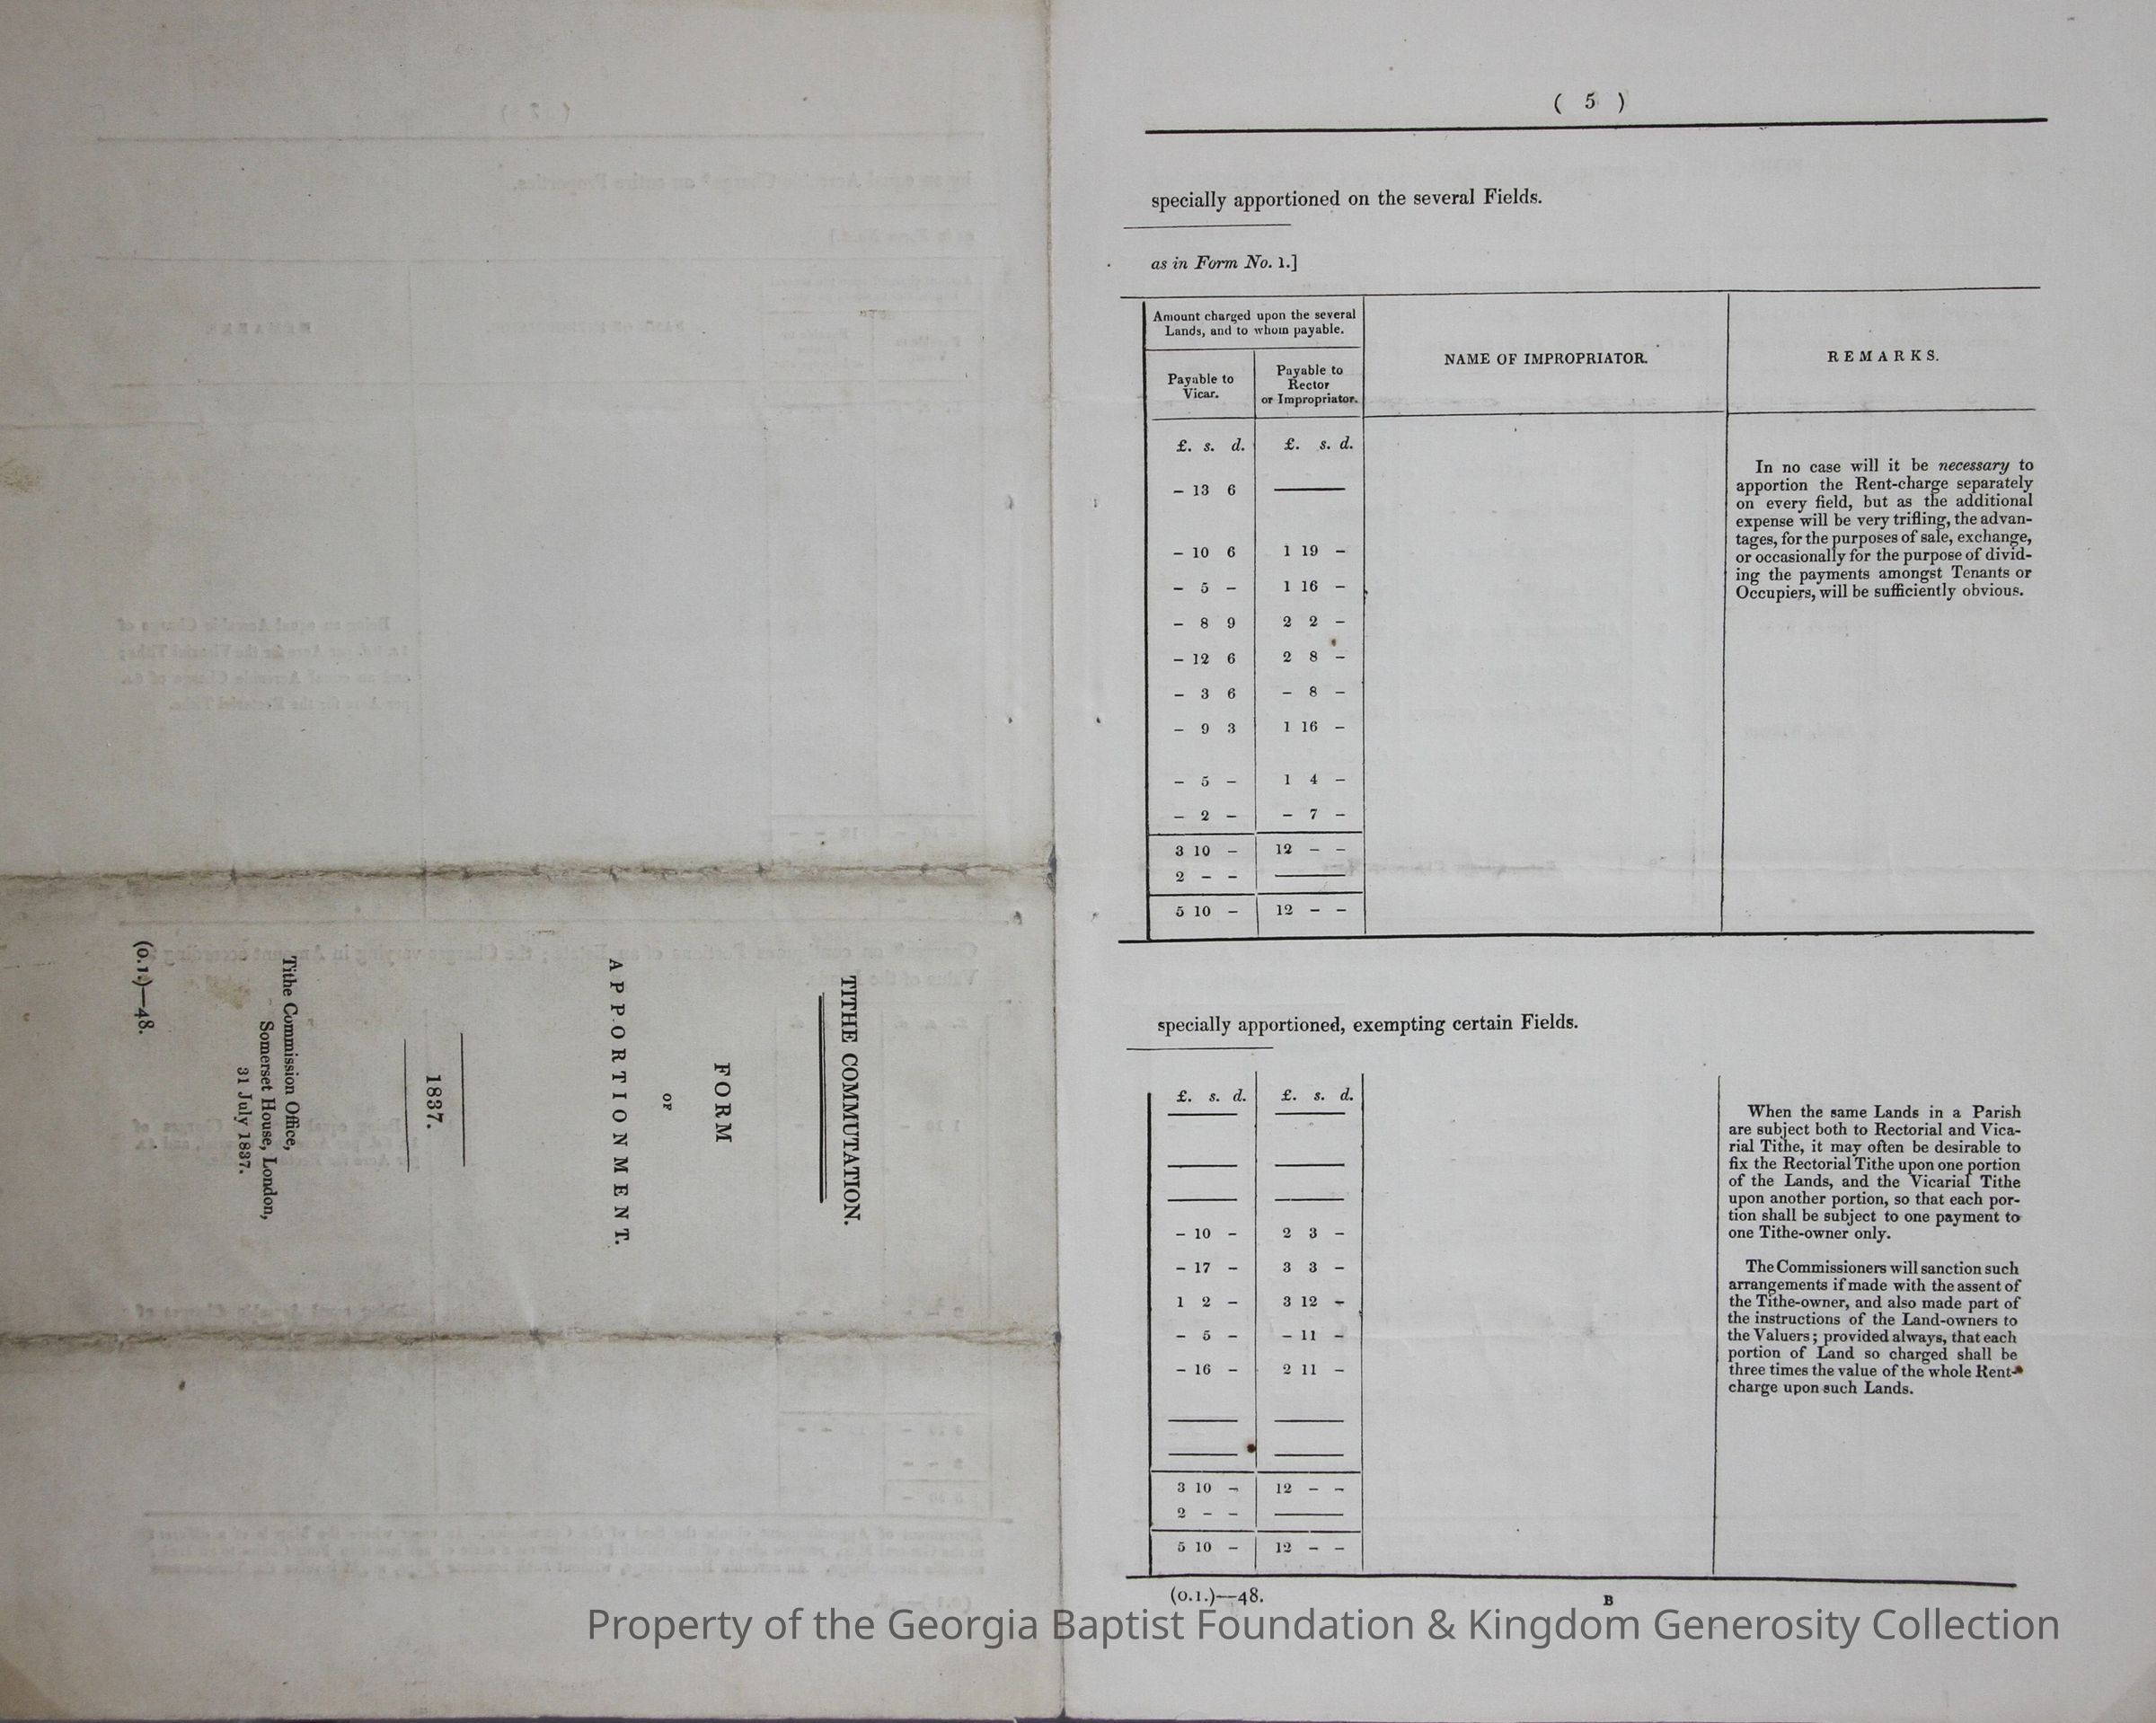 ( 5 )
specially apportioned on the several Fields.
as in Form No. 1.]
Amount charged upon the several
Lands, and to whom payable.
Payable to
Vicar.
Payable to
Rector
or Impropriator.
NAME OF IMPROPRIATOR.
REMARKS.
£. s. d. £. s. d.
– 13 6
– 10 6 1 19 –
– 5 – 1 16 –
– 8 9 2 2 –
– 12 6 2 8 –
– 3 6 – 8 –
– 9 3 1 16 –
– 5 – 1 4 –
– 2 – – 7 –
3 10 – 12 – –
2 – –
5 10 – 12 – –
In no case will it be necessary to
apportion the Rent-charge separately
on every field, but as the additional
expense will be very trifling, the advan-
tages, for the purposes of sale, exchange,
or occasionally for the purpose of divid-
ing the payments amongst Tenants or
Occupiers, will be sufficiently obvious.
specially apportioned, exempting certain Fields.
£. s. d. £. s. d.
– 10 – 2 3 –
– 17 – 3 3 –
1 2 – 3 12 –
– 5 – – 11 –
– 16 – 2 11 –
3 10 – 12 – –
2 – –
5 10 – 12 – –
When the same Lands in a Parish
are subject both to Rectorial and Vica-
rial Tithe, it may often be desirable to
fix the Rectorial Tithe upon one portion
of the Lands, and the Vicarial Tithe
upon another portion, so that each por-
tion shall be subject to one payment to
one Tithe-owner only.
The Commissioners will sanction such
arrangements if made with the assent of
the Tithe-owner, and also made part of
the instructions of the Land-owners to
the Valuers; provided always, that each
portion of Land so charged shall be
three times the value of the whole Rent-
charge upon such Lands.
(0.1.)—48.
B
TITHE COMMUTATION.
FORM
OF
APPORTIONMENT.
1837.
Tithe Commission Office,
Somerset House, London,
31 July 1837.
(0.1.)—48.
Property of the Georgia Baptist Foundation & Kingdom Generosity Collection